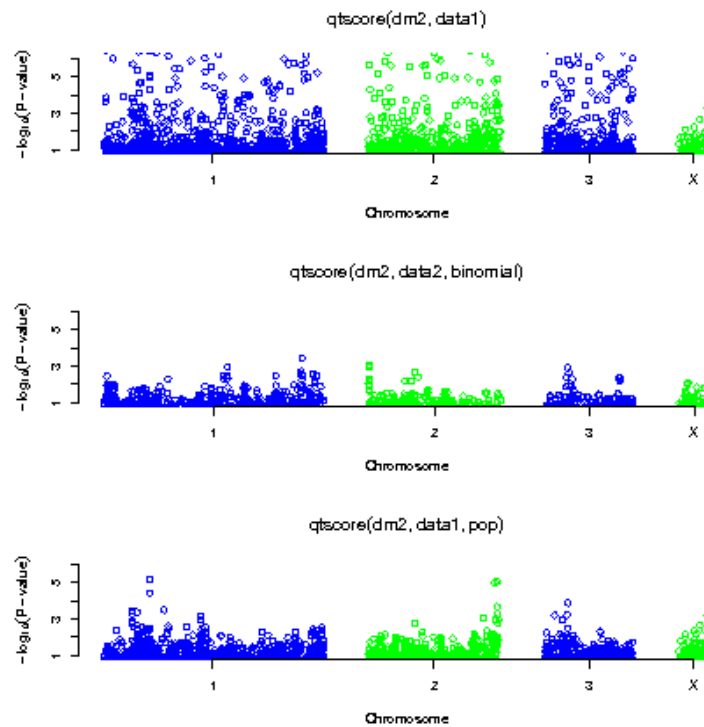 qtscore(dm2, data1)
−log₁₀(P−value)
5
3
1
1 2 3 X
Chromosome
qtscore(dm2, data2, binomial)
−log₁₀(P−value)
5
3
1
1 2 3 X
Chromosome
qtscore(dm2, data1, pop)
−log₁₀(P−value)
5
3
1
1 2 3 X
Chromosome